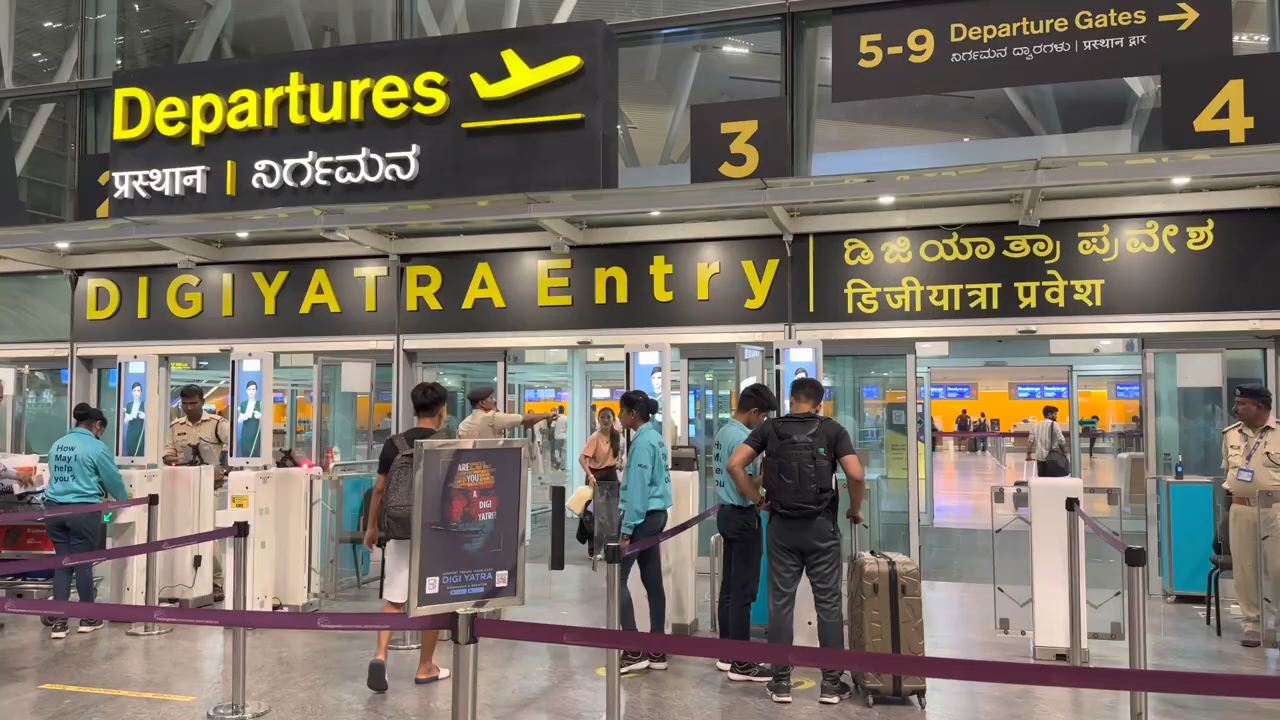 Departures
प्रस्थान | ನಿರ್ಗಮನ
3
5-9 Departure Gates
ನಿರ್ಗಮನ ದ್ವಾರಗಳು | प्रस्थान द्वार
4
DIGIYATRA Entry
ಡಿಜಿಯಾತ್ರಾ ಪ್ರವೇಶ
डिजीयात्रा प्रवेश
How
May I
help
you?
ARE
YOU
A
DIGI
YATRI?
DIGI YATRA